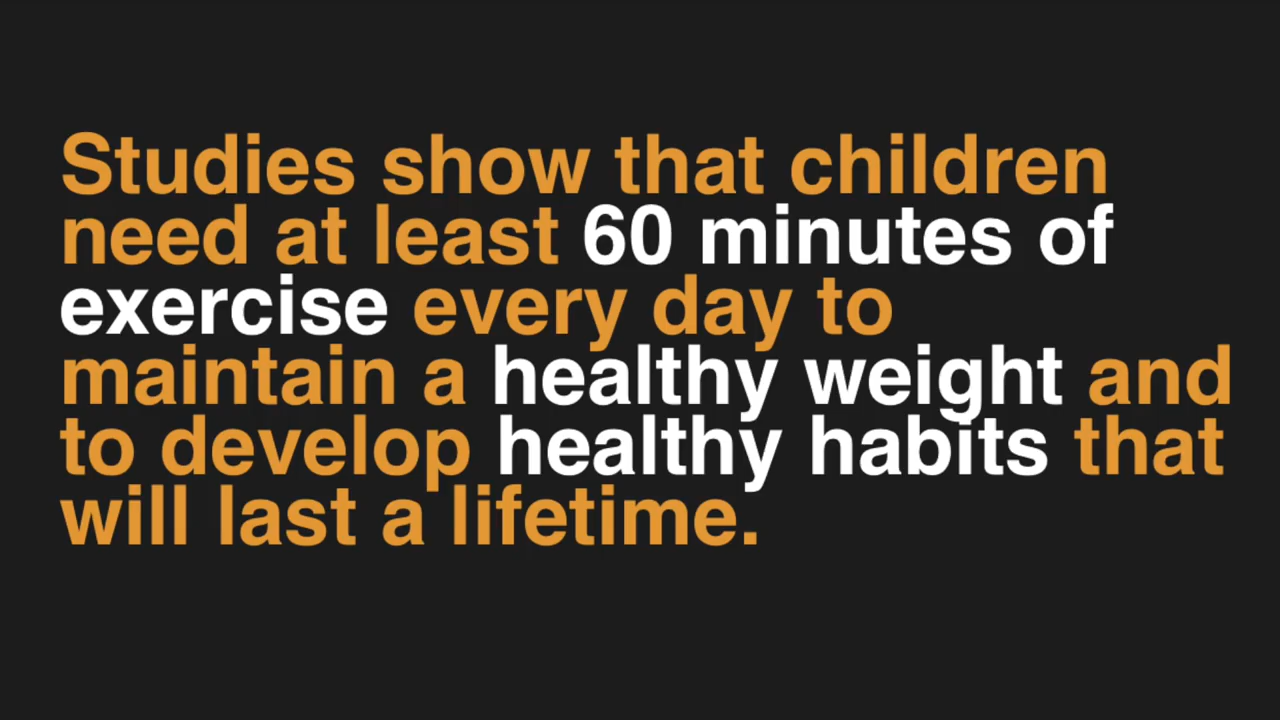 Studies show that children
need at least 60 minutes of
exercise every day to
maintain a healthy weight and
to develop healthy habits that
will last a lifetime.